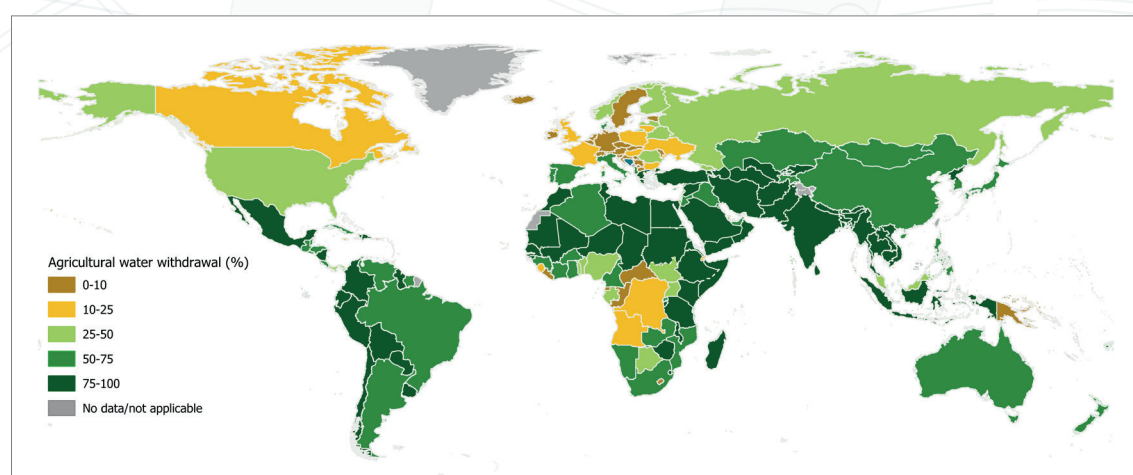 Agricultural water withdrawal (%)
0-10
10-25
25-50
50-75
75-100
No data/not applicable